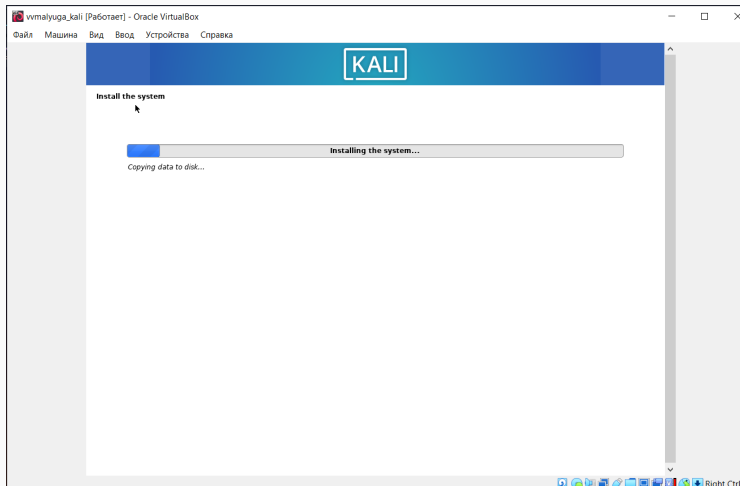 vvmalyuga_kali [Работает] - Oracle VirtualBox
Файл Машина Вид Ввод Устройства Справка
KALI
Install the system
Installing the system...
Copying data to disk...
Right Ctrl